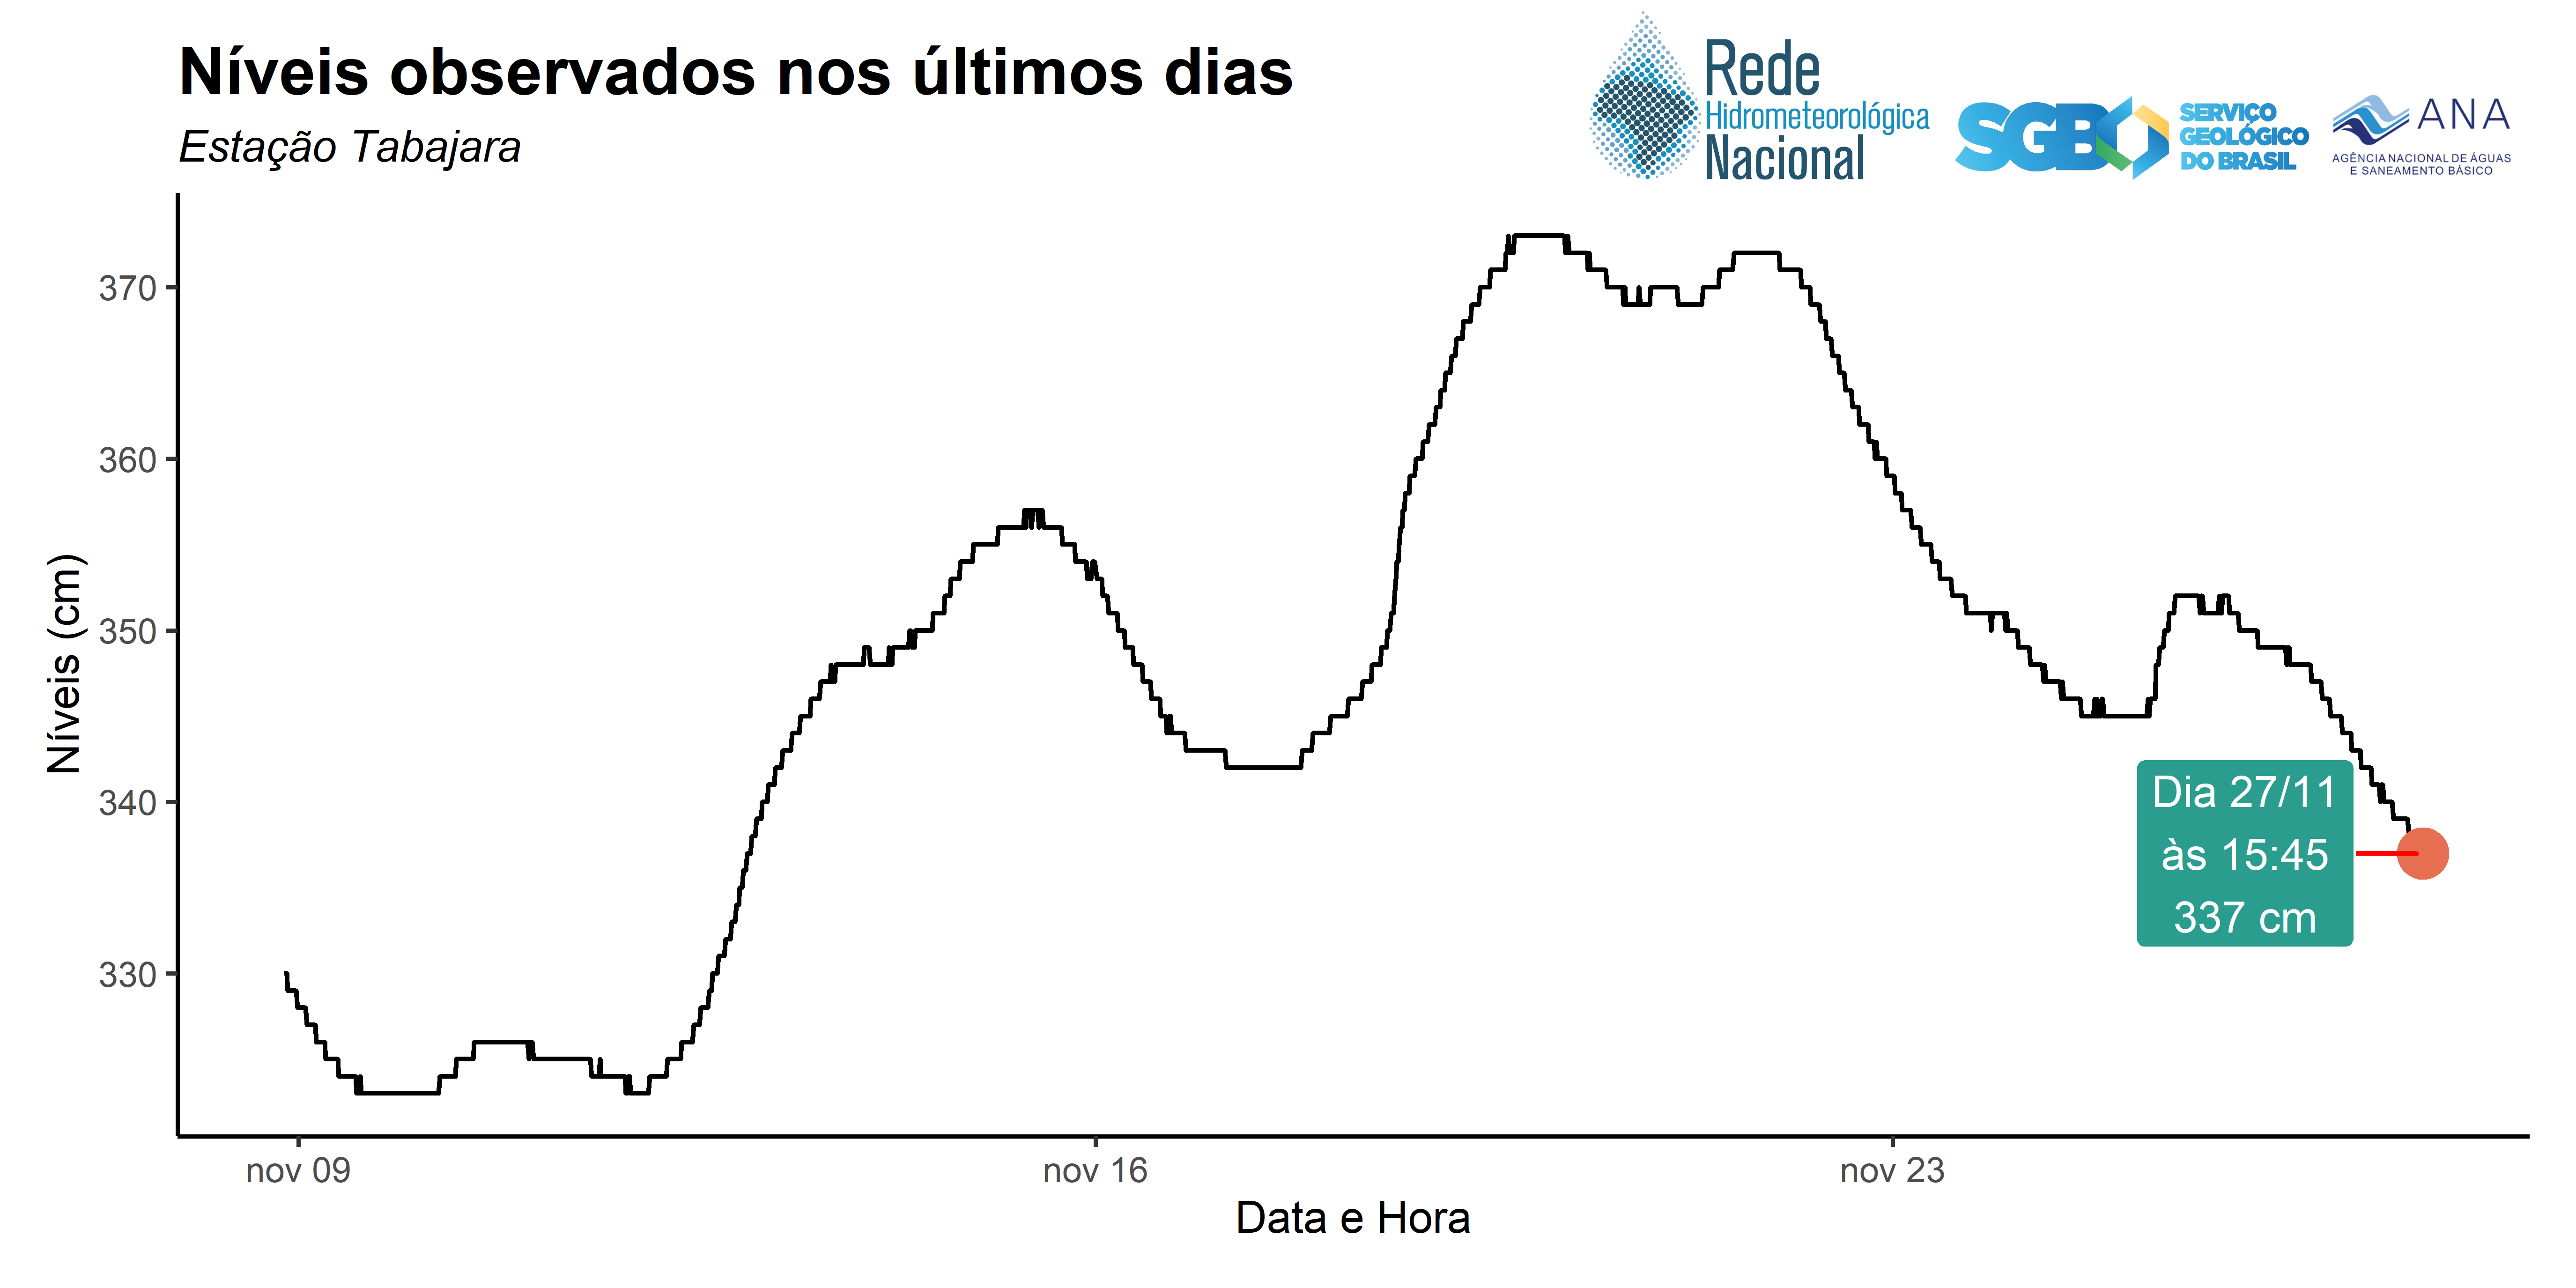 Níveis observados nos últimos dias
Estação Tabajara
Rede
Hidrometeorológica
Nacional
SGB
SERVIÇO
GEOLÓGICO
DO BRASIL
ANA
AGÊNCIA NACIONAL DE ÁGUAS
E SANEAMENTO BÁSICO
Níveis (cm)
370
360
350
340
330
Dia 27/11
às 15:45
337 cm
nov 09
nov 16
nov 23
Data e Hora